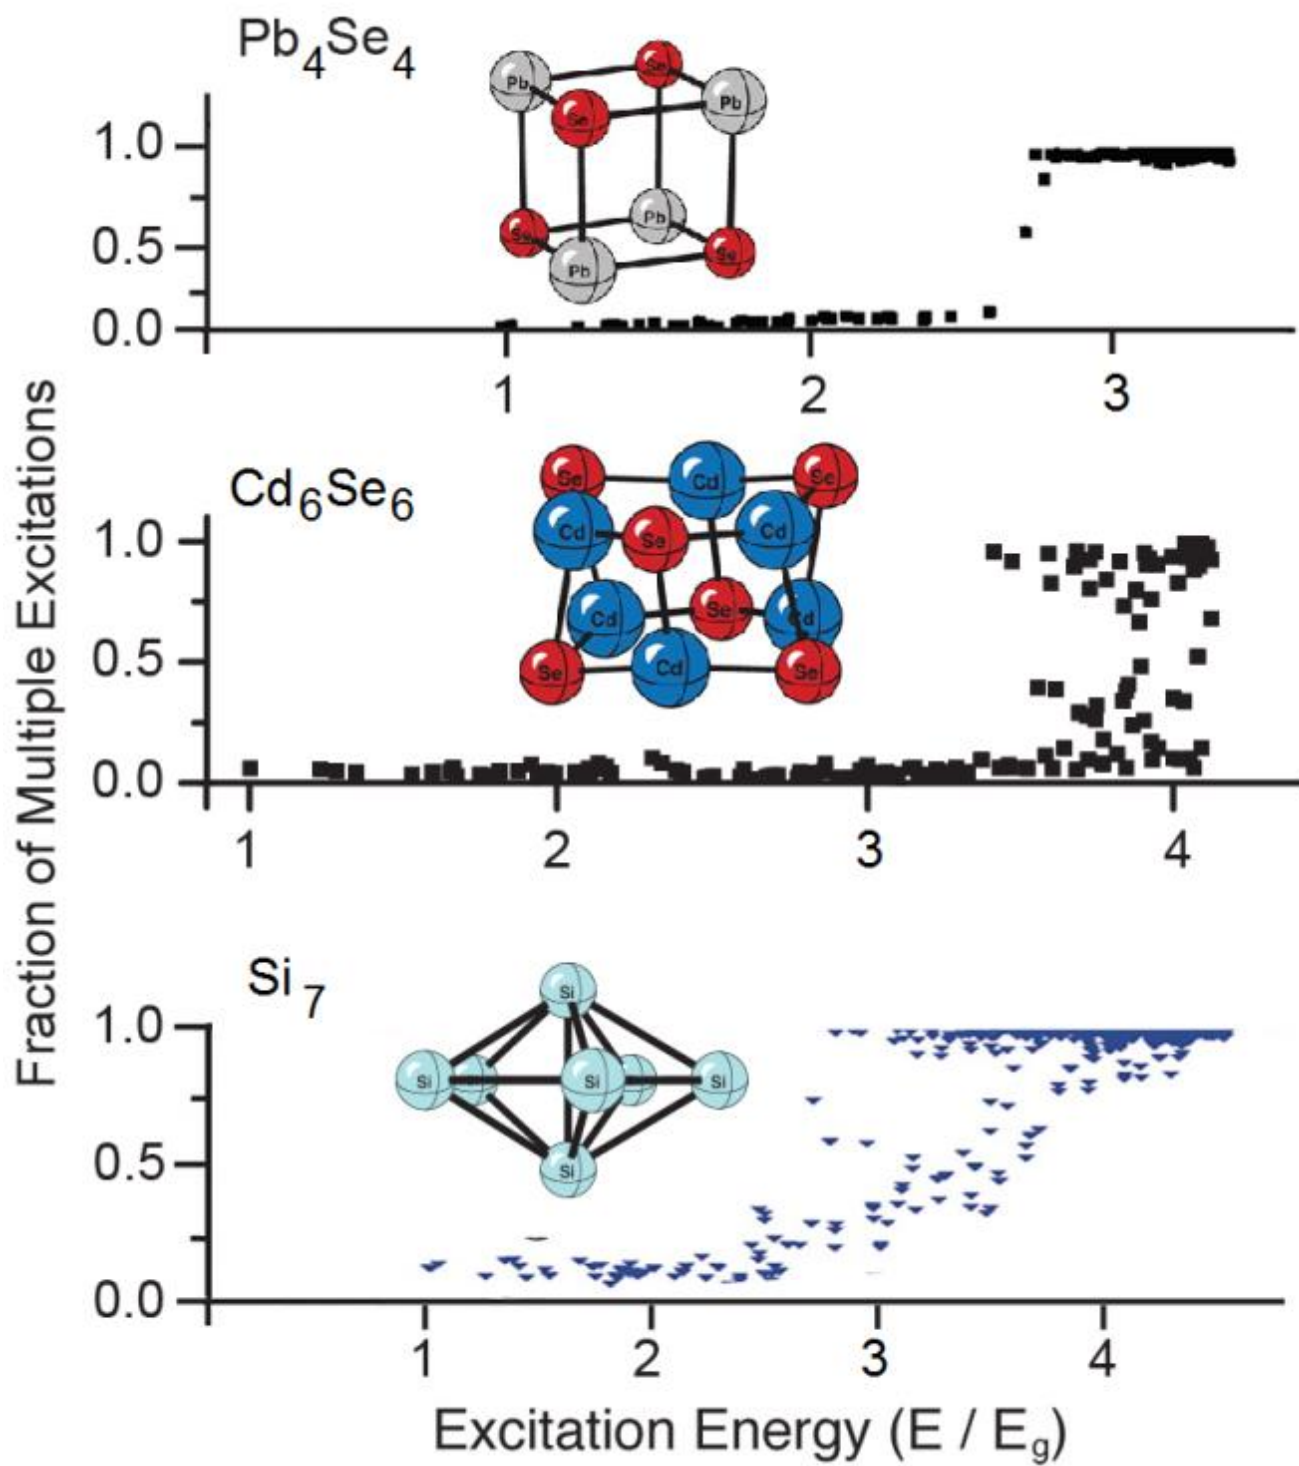 Pb4Se4
Pb
Se
Pb
Se
Se
Pb
Se
Pb
1.0
0.5
0.0
1 2 3
Cd6Se6
Se
Cd
Se
Cd
Se
Cd
Cd
Se
Cd
Se
Cd
Se
1.0
0.5
0.0
1 2 3 4
Si7
Si
Si
Si
Si
Si
1.0
0.5
0.0
1 2 3 4
Fraction of Multiple Excitations
Excitation Energy (E / Eg)